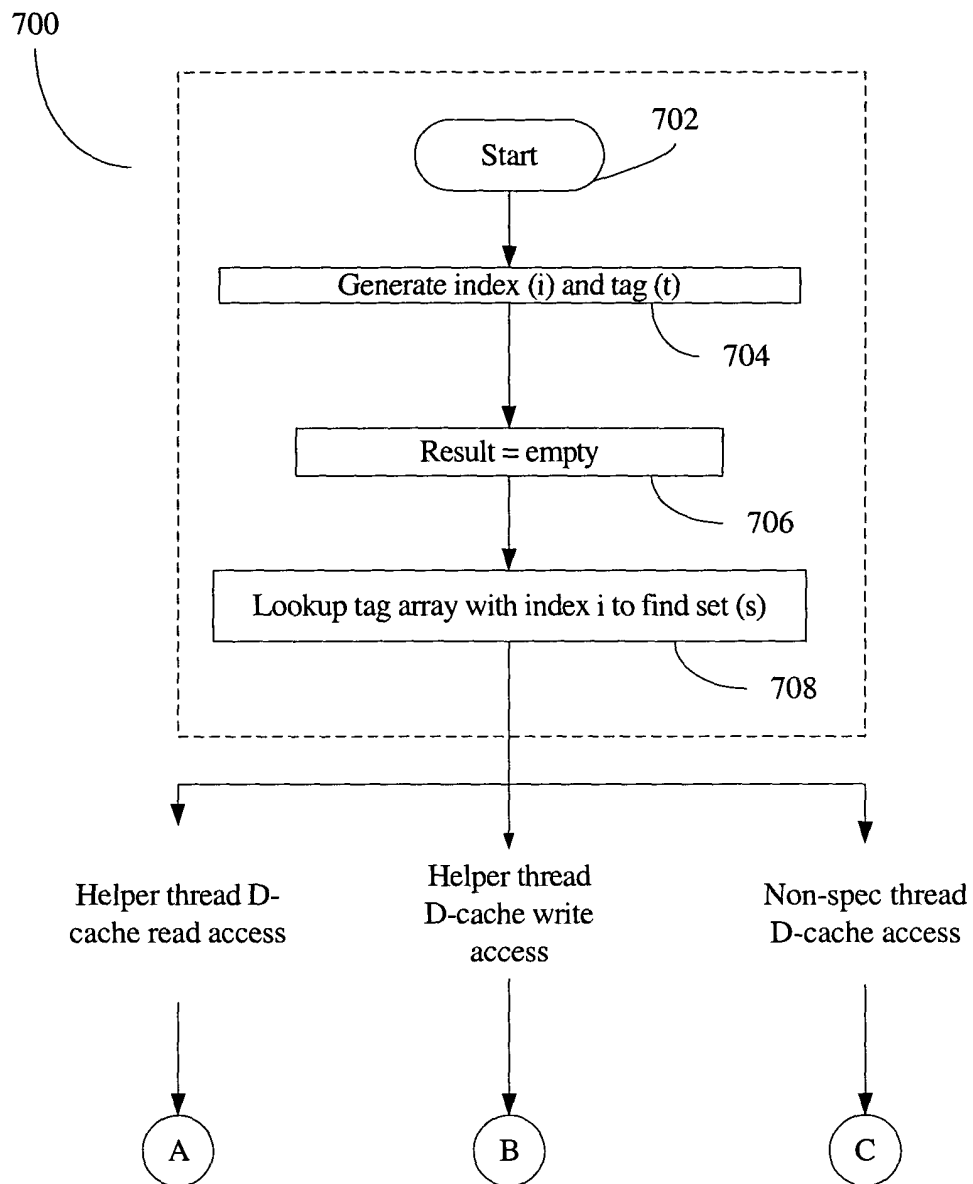 700
702
Start
Generate index (i) and tag (t)
704
Result = empty
706
Lookup tag array with index i to find set (s)
708
Helper thread D-
cache read access
Helper thread
D-cache write
access
Non-spec thread
D-cache access
A
B
C